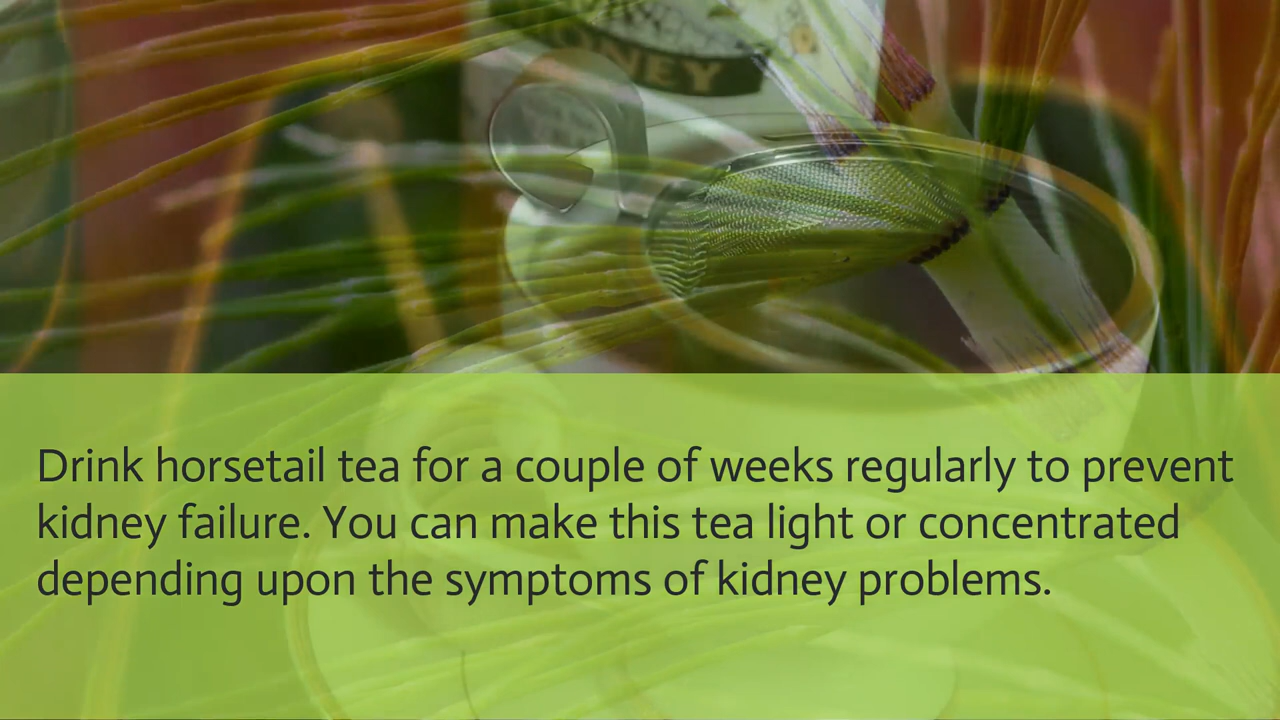 HONEY
Drink horsetail tea for a couple of weeks regularly to prevent
kidney failure. You can make this tea light or concentrated
depending upon the symptoms of kidney problems.